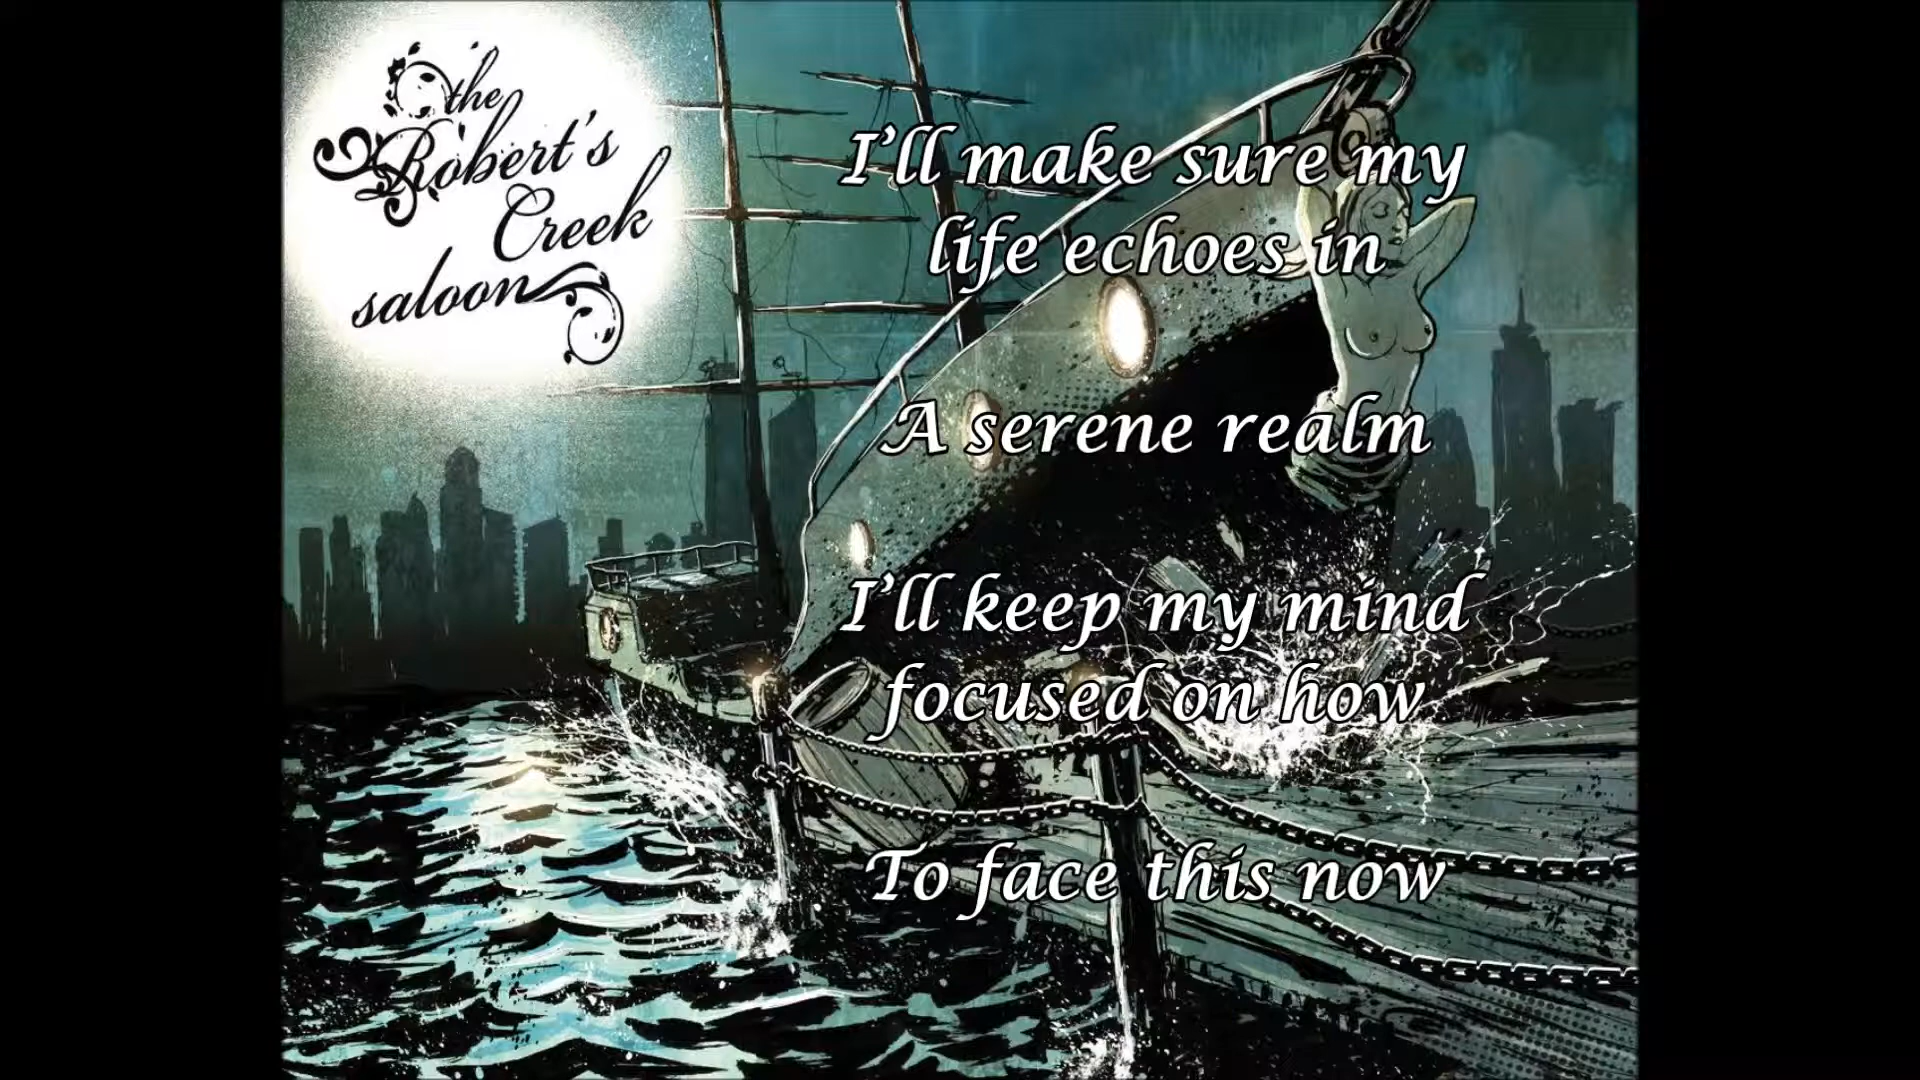 the
Robert's
Creek
saloon
I'll make sure my
life echoes in
A serene realm
I'll keep my mind
focused on how
To face this now